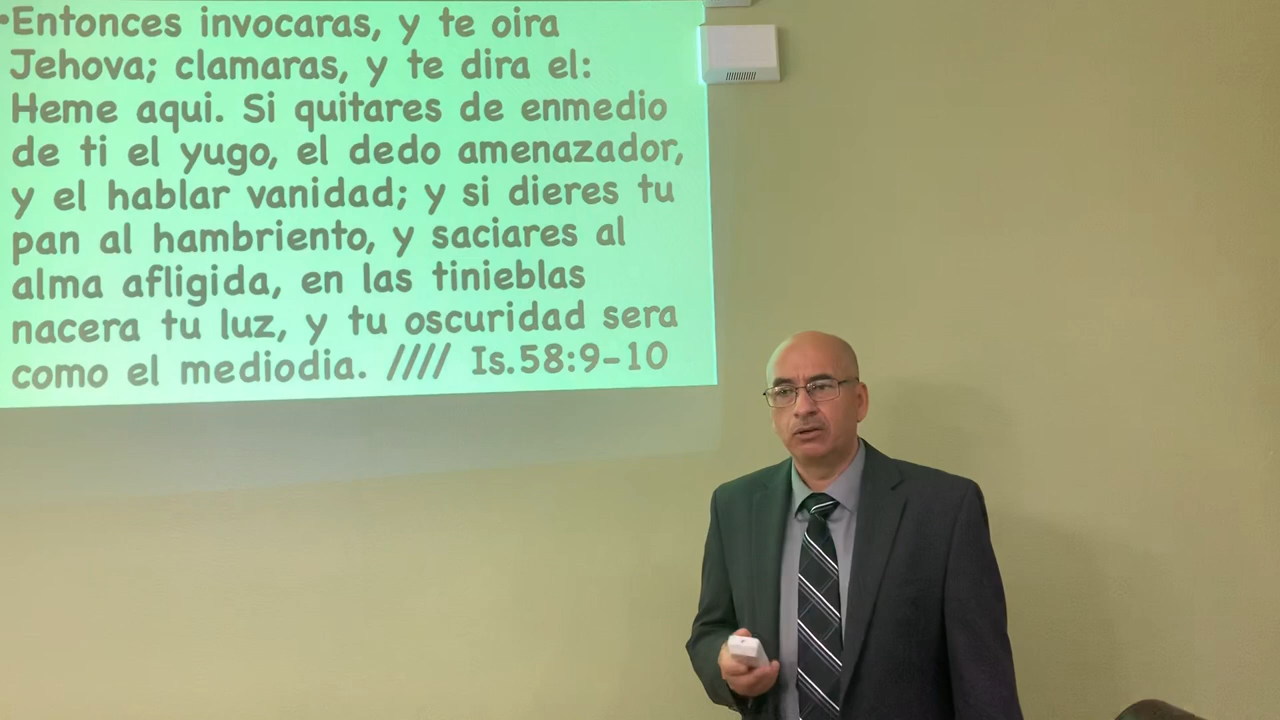 •Entonces invocaras, y te oira
Jehova; clamaras, y te dira el:
Heme aqui. Si quitares de enmedio
de ti el yugo, el dedo amenazador,
y el hablar vanidad; y si dieres tu
pan al hambriento, y saciares al
alma afligida, en las tinieblas
nacera tu luz, y tu oscuridad sera
como el mediodia. //// Is.58:9-10